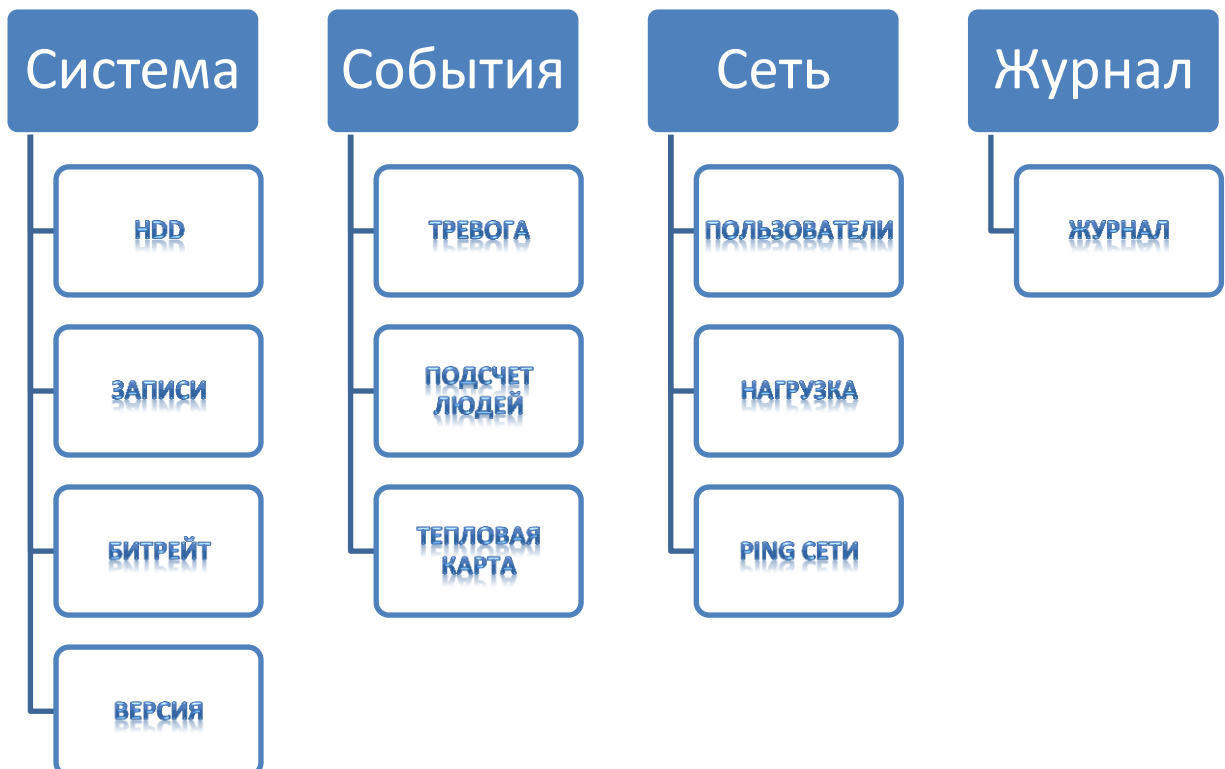 Система
HDD
ЗАПИСИ
БИТРЕЙТ
ВЕРСИЯ
События
ТРЕВОГА
ПОДСЧЕТ
ЛЮДЕЙ
ТЕПЛОВАЯ
КАРТА
Сеть
ПОЛЬЗОВАТЕЛИ
НАГРУЗКА
PING СЕТИ
Журнал
ЖУРНАЛ